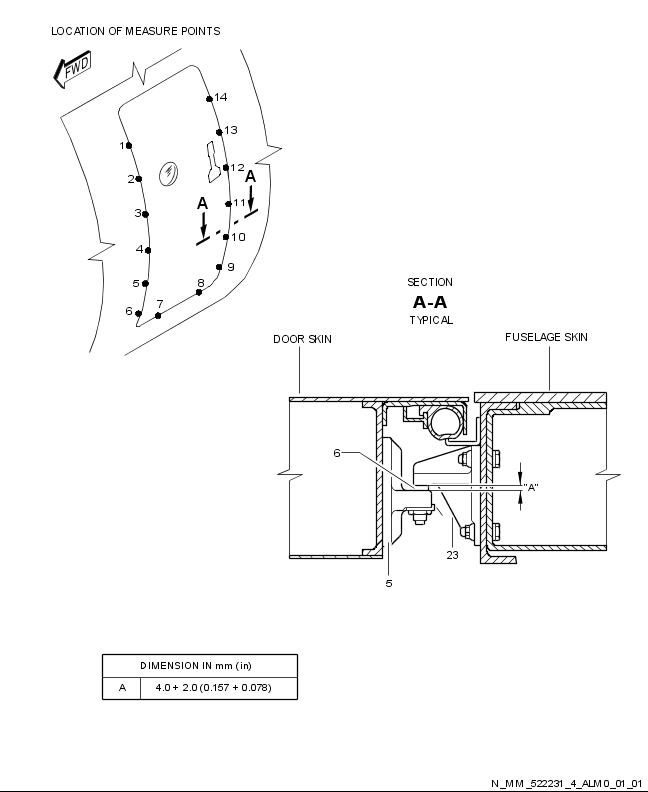 LOCATION OF MEASURE POINTS
FWD
14
13
1
12
2
A
A
11
3
10
4
9
5
8
7
6
SECTION
A-A
TYPICAL
DOOR SKIN
FUSELAGE SKIN
6
"A"
23
5
DIMENSION IN mm (in)
A 4.0 + 2.0 (0.157 + 0.078)
N_MM_522231_4_ALM0_01_01